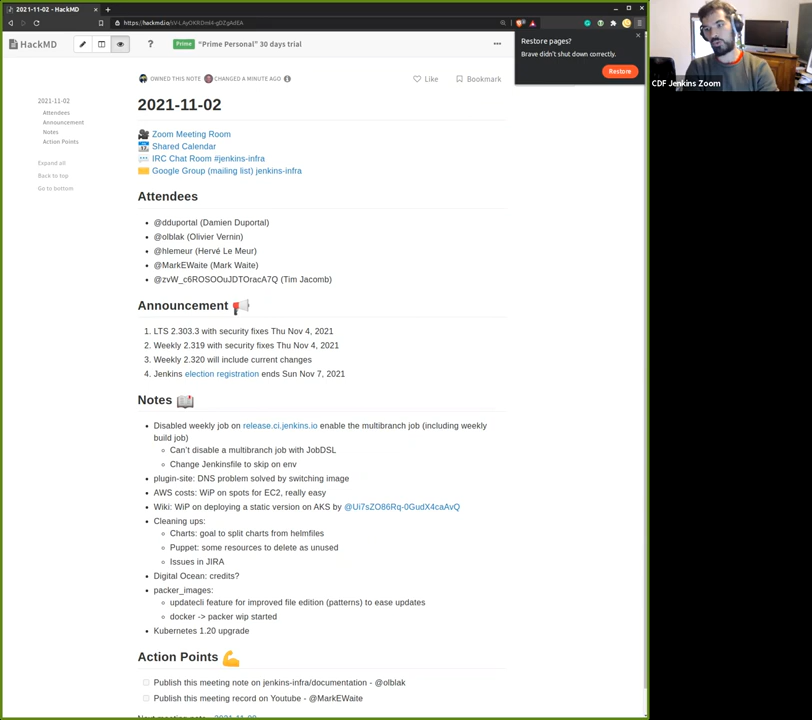 2021-11-02 - HackMD
https://hackmd.io/
HackMD
Prime "Prime Personal" 30 days trial
Restore pages?
Brave didn't shut down correctly.
Restore
CDF Jenkins Zoom
OWNED THIS NOTE CHANGED A MINUTE AGO
Like Bookmark
2021-11-02
Attendees
Announcement
Notes
Action Points
Expand all
Back to top
Go to bottom
2021-11-02
Zoom Meeting Room
Shared Calendar
IRC Chat Room #jenkins-infra
Google Group (mailing list) jenkins-infra
Attendees
@dduportal (Damien Duportal)
@olblak (Olivier Vernin)
@hlemeur (Hervé Le Meur)
@MarkEWaite (Mark Waite)
@zvW_c6ROSOOuJDTOracA7Q (Tim Jacomb)
Announcement
1. LTS 2.303.3 with security fixes Thu Nov 4, 2021
2. Weekly 2.319 with security fixes Thu Nov 4, 2021
3. Weekly 2.320 will include current changes
4. Jenkins election registration ends Sun Nov 7, 2021
Notes
Disabled weekly job on release.ci.jenkins.io enable the multibranch job (including weekly
build job)
Can't disable a multibranch job with JobDSL
Change Jenkinsfile to skip on env
plugin-site: DNS problem solved by switching image
AWS costs: WiP on spots for EC2, really easy
Wiki: WiP on deploying a static version on AKS by @Ui7sZO86Rq-0GudX4caAvQ
Cleaning ups:
Charts: goal to split charts from helmfiles
Puppet: some resources to delete as unused
Issues in JIRA
Digital Ocean: credits?
packer_images:
updatecli feature for improved file edition (patterns) to ease updates
docker -> packer wip started
Kubernetes 1.20 upgrade
Action Points
Publish this meeting note on jenkins-infra/documentation - @olblak
Publish this meeting record on Youtube - @MarkEWaite
Next meeting note - 2021-11-09